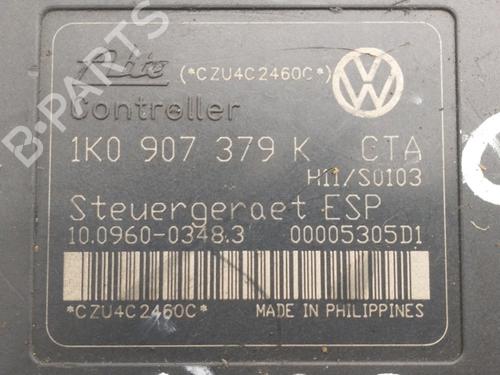 Ate (*CZU4C2460C*)
Controller
1K0 907 379 K GTA
H11/S0103
Steuergeraet ESP
10.0960-0348.3 00005305D1
*CZU4C2460C* MADE IN PHILIPPINES
B-PARTS